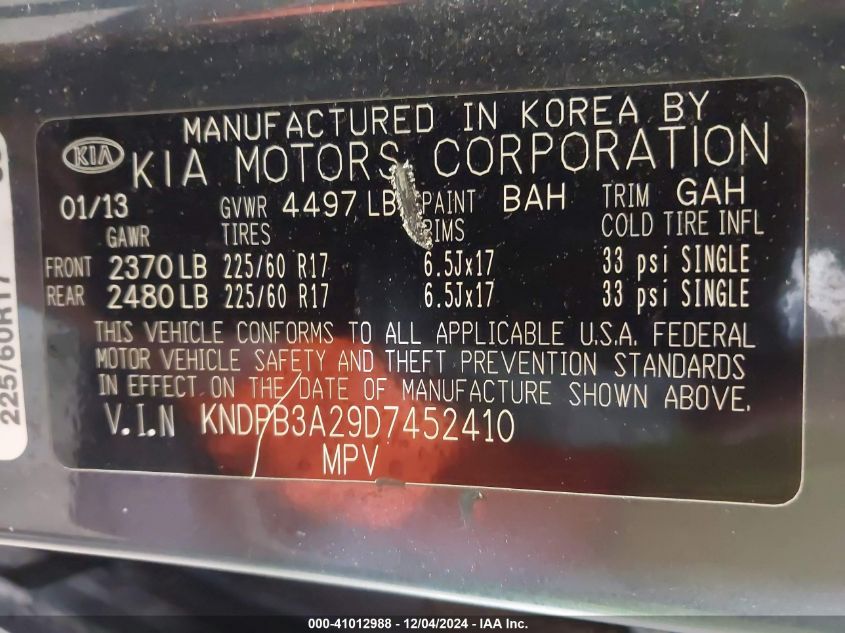 MANUFACTURED IN KOREA BY
KIA KIA MOTORS CORPORATION
01/13 GVWR 4497 LB PAINT BAH TRIM GAH
GAWR TIRES RIMS COLD TIRE INFL
FRONT 2370 LB 225/60 R17 6.5Jx17 33 psi SINGLE
REAR 2480 LB 225/60 R17 6.5Jx17 33 psi SINGLE
THIS VEHICLE CONFORMS TO ALL APPLICABLE U.S.A. FEDERAL
MOTOR VEHICLE SAFETY AND THEFT PREVENTION STANDARDS
IN EFFECT ON THE DATE OF MANUFACTURE SHOWN ABOVE.
V.I.N KNDPB3A29D7452410
MPV
225/60R17
000-41012988 - 12/04/2024 - IAA Inc.